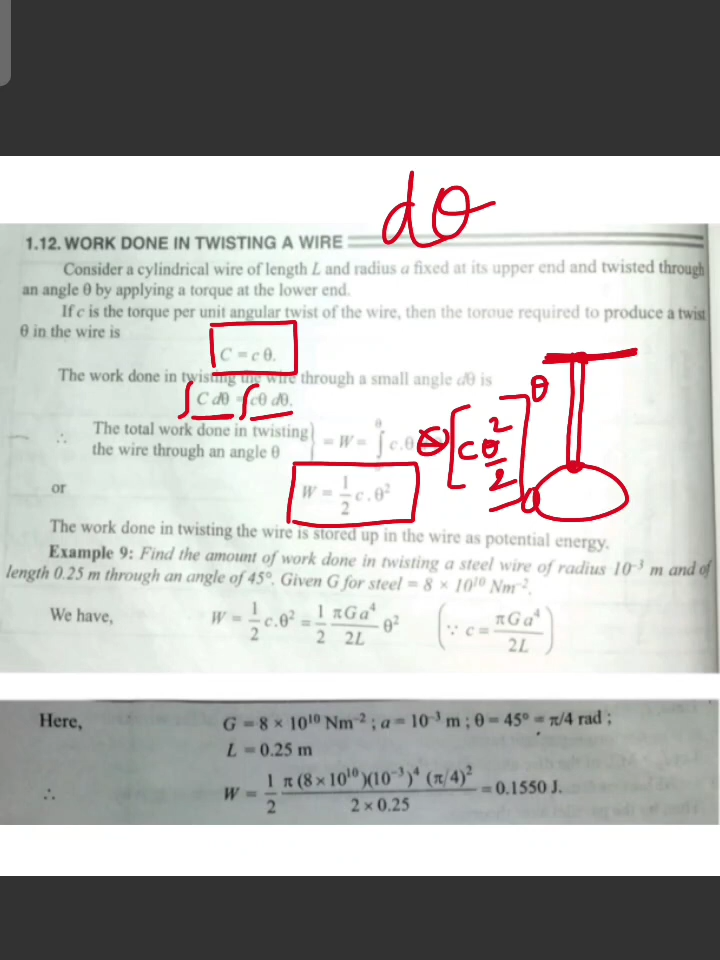 dθ
1.12. WORK DONE IN TWISTING A WIRE
Consider a cylindrical wire of length L and radius a fixed at its upper end and twisted through
an angle θ by applying a torque at the lower end.
If c is the torque per unit angular twist of the wire, then the torque required to produce a twist
θ in the wire is
C = c θ.
The work done in twisting the wire through a small angle dθ is
∫ C dθ = ∫ cθ dθ.
∴ The total work done in twisting
the wire through an angle θ } = W = ∫ c.θ [c θ²/2]
or W = 1/2 c . θ²
The work done in twisting the wire is stored up in the wire as potential energy.
Example 9: Find the amount of work done in twisting a steel wire of radius 10⁻³ m and of
length 0.25 m through an angle of 45°. Given G for steel = 8 × 10¹⁰ Nm⁻².
We have, W = 1/2 c.θ² = 1/2 πGa⁴/2L θ² (∵ c = πGa⁴/2L)
Here, G = 8 × 10¹⁰ Nm⁻² ; a = 10⁻³ m ; θ = 45° = π/4 rad ;
L = 0.25 m
∴ W = 1/2 π (8 × 10¹⁰)(10⁻³)⁴ (π/4)² / 2 × 0.25 = 0.1550 J.